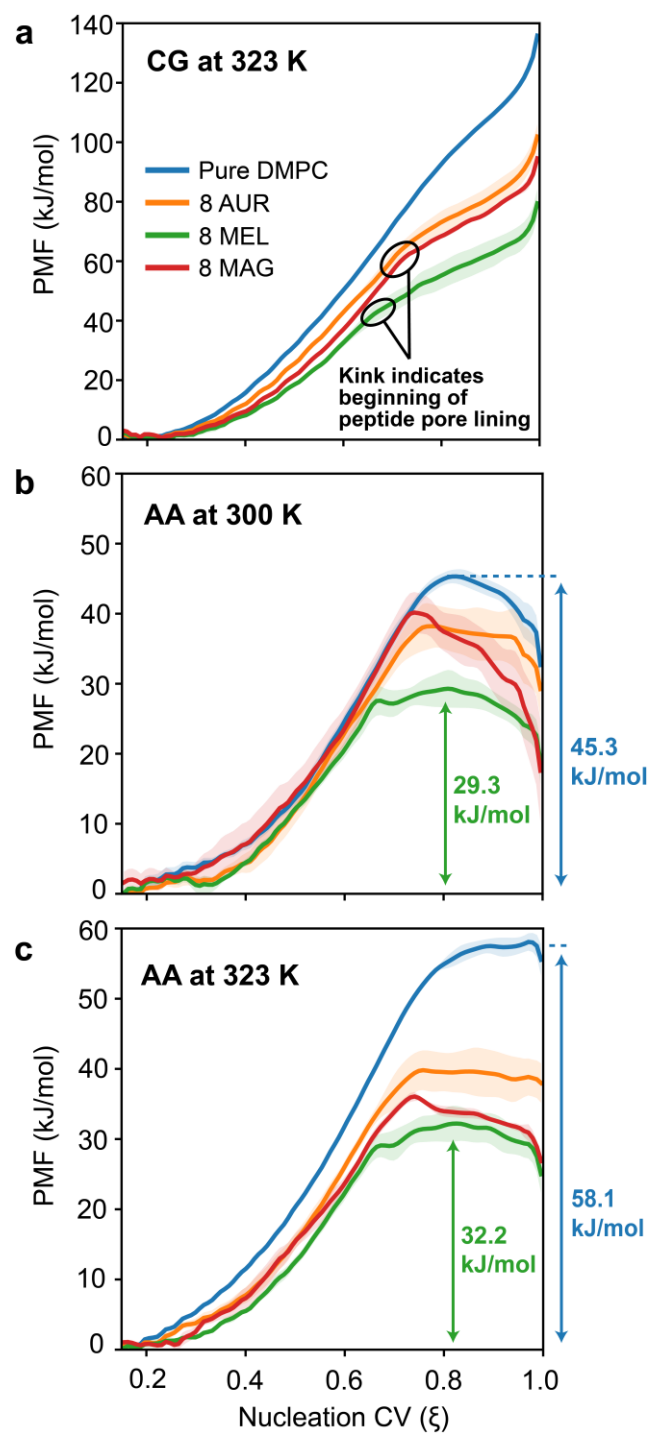 a
CG at 323 K
Pure DMPC
8 AUR
8 MEL
8 MAG
Kink indicates
beginning of
peptide pore lining
PMF (kJ/mol)
140
120
100
80
60
40
20
0
b
AA at 300 K
PMF (kJ/mol)
60
50
40
30
20
10
0
29.3
kJ/mol
45.3
kJ/mol
c
AA at 323 K
PMF (kJ/mol)
60
50
40
30
20
10
0
32.2
kJ/mol
58.1
kJ/mol
0.2 0.4 0.6 0.8 1.0
Nucleation CV (ξ)